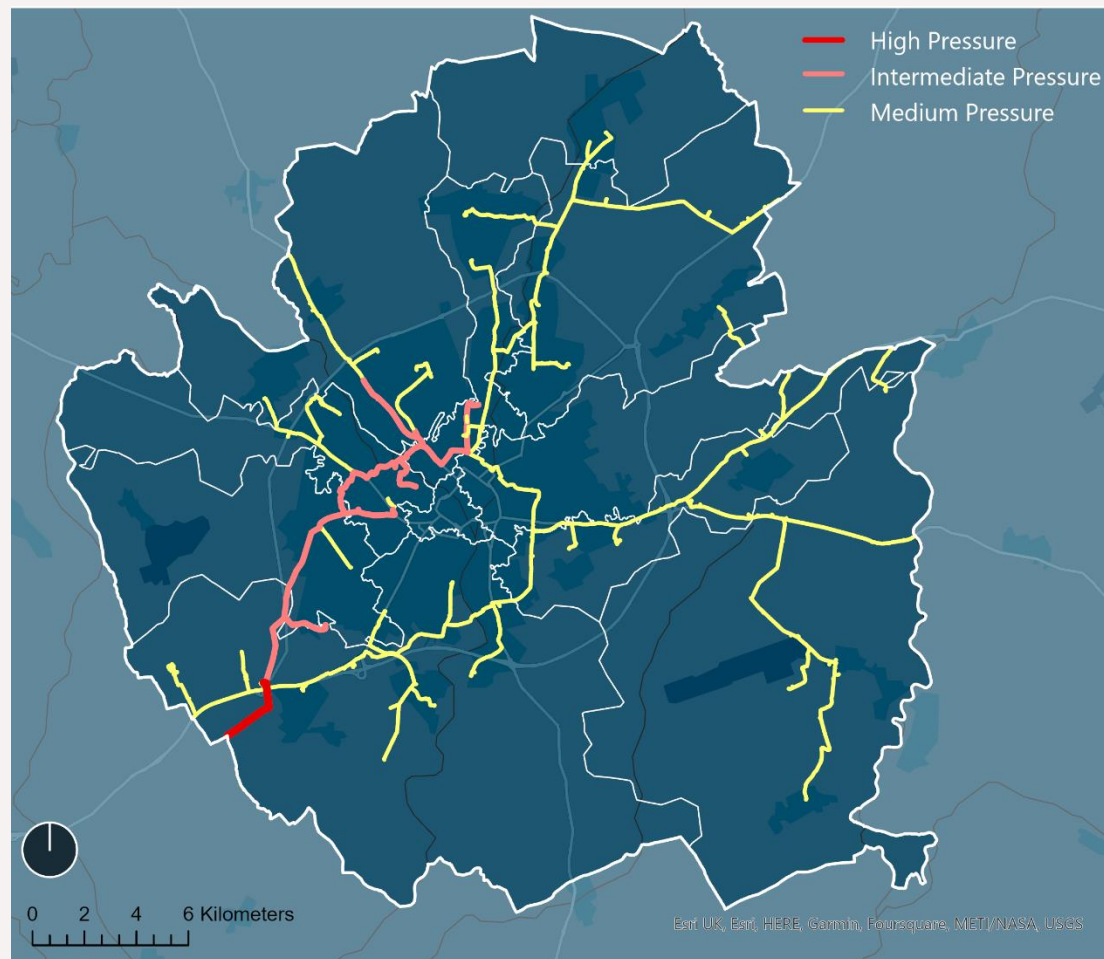 High Pressure
Intermediate Pressure
Medium Pressure
0 2 4 6 Kilometers
Esri UK, Esri, HERE, Garmin, Foursquare, METI/NASA, USGS